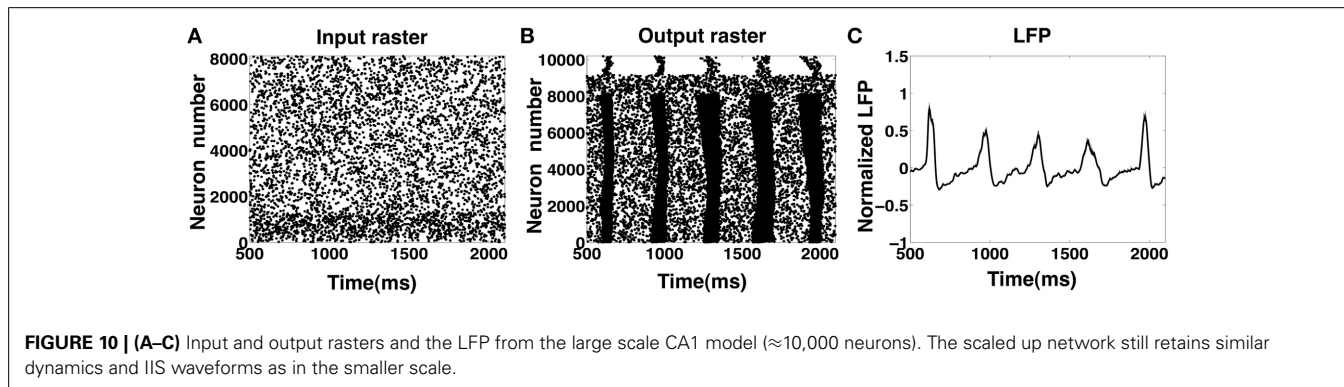 A Input raster
8000
6000
4000
2000
0
Neuron number
500 1000 1500 2000
Time(ms)
B Output raster
10000
8000
6000
4000
2000
0
Neuron number
500 1000 1500 2000
Time(ms)
C LFP
1.5
1
0.5
0
−0.5
−1
Normalized LFP
500 1000 1500 2000
Time(ms)
FIGURE 10 | (A–C) Input and output rasters and the LFP from the large scale CA1 model (≈10,000 neurons). The scaled up network still retains similar
dynamics and IIS waveforms as in the smaller scale.